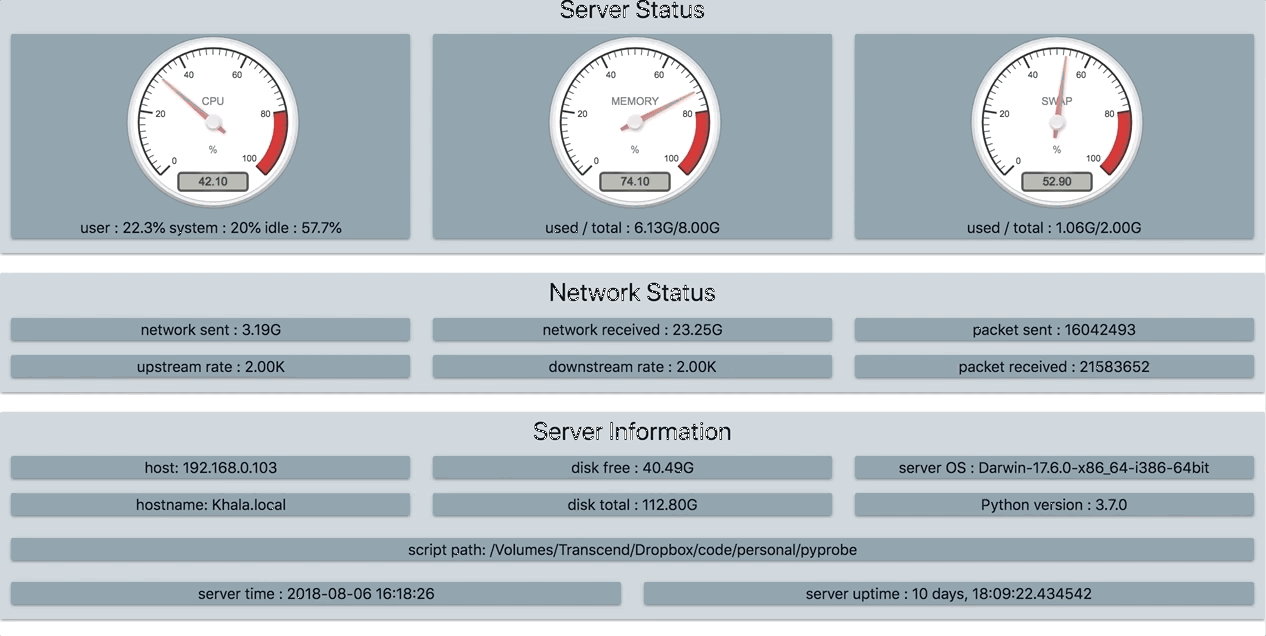 Server Status
CPU
0 20 40 60 80 100
%
42.10
user : 22.3% system : 20% idle : 57.7%
MEMORY
0 20 40 60 80 100
%
74.10
used / total : 6.13G/8.00G
SWAP
0 20 40 60 80 100
%
52.90
used / total : 1.06G/2.00G
Network Status
network sent : 3.19G
network received : 23.25G
packet sent : 16042493
upstream rate : 2.00K
downstream rate : 2.00K
packet received : 21583652
Server Information
host: 192.168.0.103
disk free : 40.49G
server OS : Darwin-17.6.0-x86_64-i386-64bit
hostname: Khala.local
disk total : 112.80G
Python version : 3.7.0
script path: /Volumes/Transcend/Dropbox/code/personal/pyprobe
server time : 2018-08-06 16:18:26
server uptime : 10 days, 18:09:22.434542